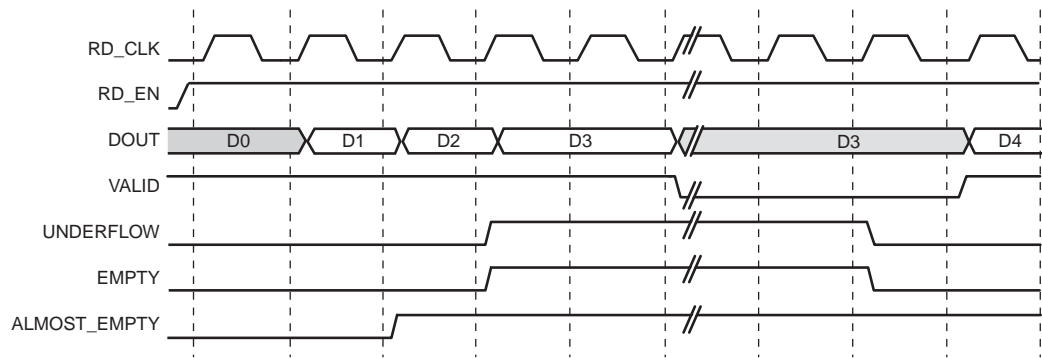 RD_CLK
RD_EN
DOUT D0 D1 D2 D3 D3 D4
VALID
UNDERFLOW
EMPTY
ALMOST_EMPTY